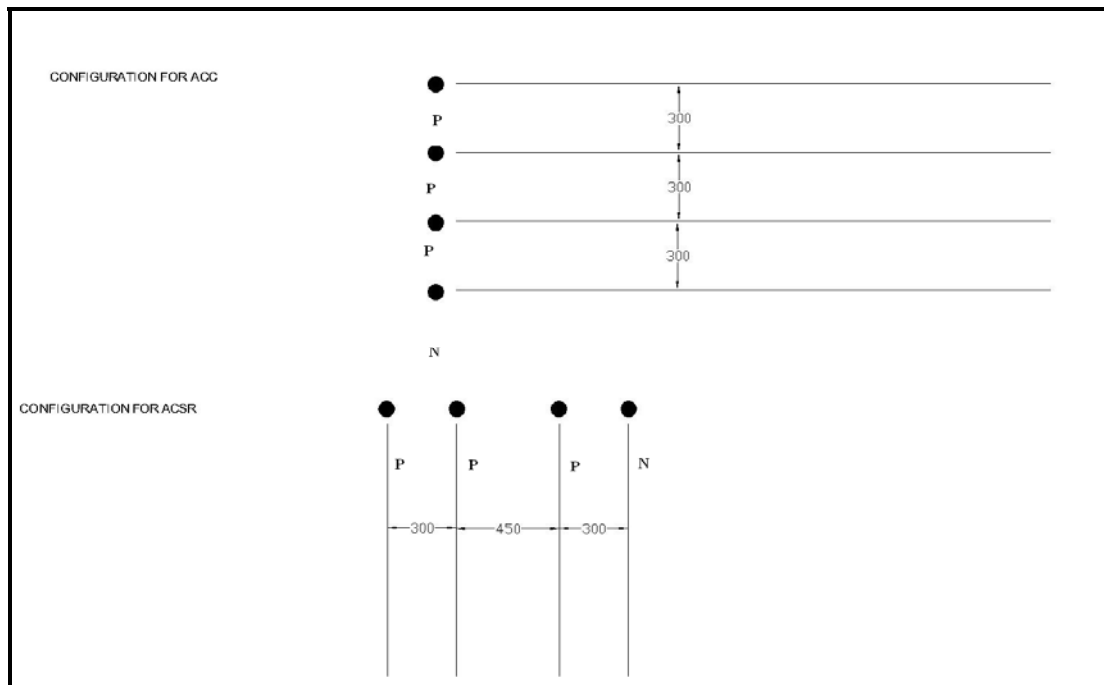 CONFIGURATION FOR ACC
P
300
P
300
P
300
N
CONFIGURATION FOR ACSR
P P P N
300 450 300